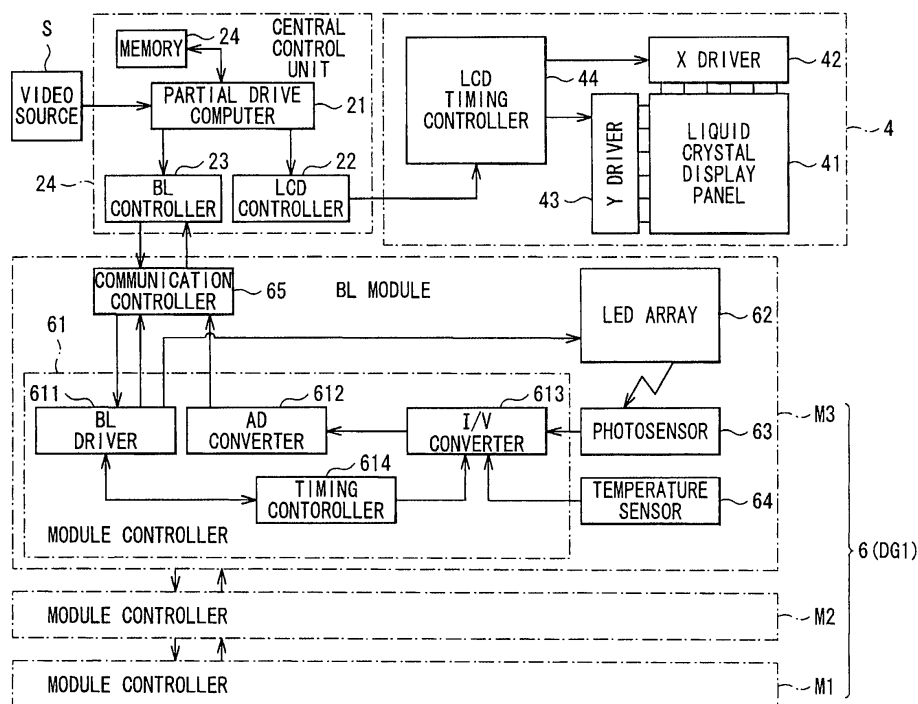 S
VIDEO
SOURCE
MEMORY
24
CENTRAL
CONTROL
UNIT
PARTIAL DRIVE
COMPUTER
21
24
23
BL
CONTROLLER
22
LCD
CONTROLLER
LCD
TIMING
CONTROLLER
44
X DRIVER
42
Y DRIVER
43
LIQUID
CRYSTAL
DISPLAY
PANEL
41
4
COMMUNICATION
CONTROLLER
65
BL MODULE
LED ARRAY
62
61
611
BL
DRIVER
612
AD
CONVERTER
613
I/V
CONVERTER
PHOTOSENSOR
63
M3
614
TIMING
CONTOROLLER
TEMPERATURE
SENSOR
64
MODULE CONTROLLER
6(DG1)
MODULE CONTROLLER
M2
MODULE CONTROLLER
M1